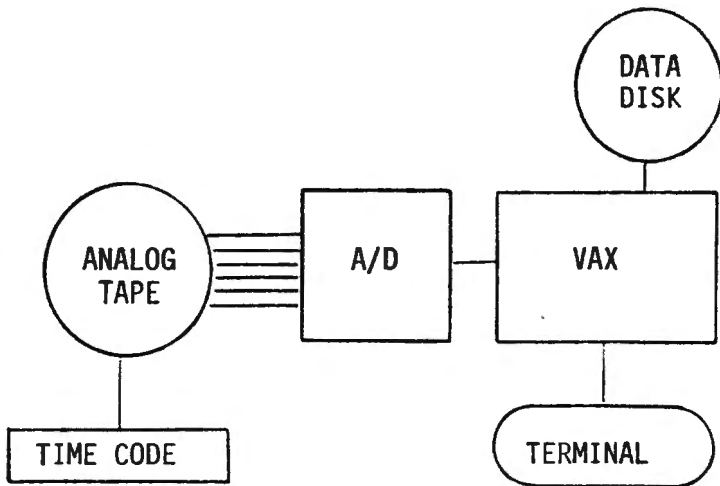 DATA
DISK
ANALOG
TAPE
A/D
VAX
TIME CODE
TERMINAL